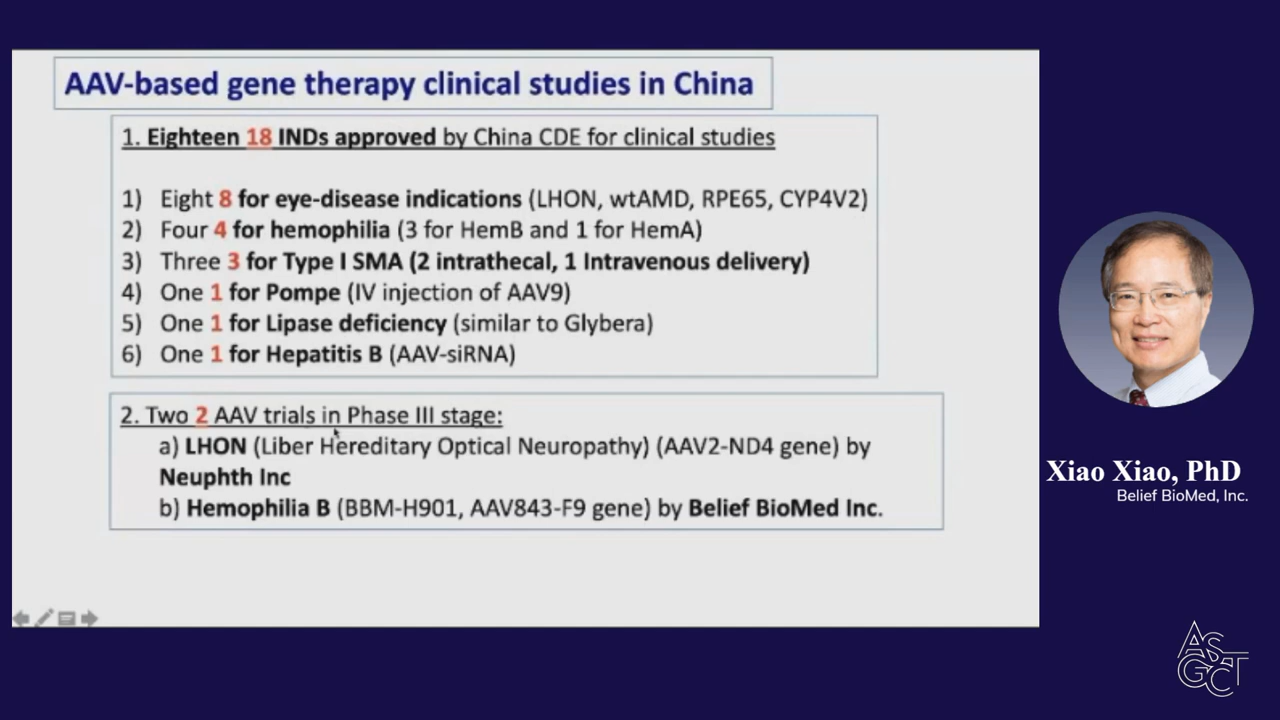 AAV-based gene therapy clinical studies in China
1. Eighteen 18 INDs approved by China CDE for clinical studies
1) Eight 8 for eye-disease indications (LHON, wtAMD, RPE65, CYP4V2)
2) Four 4 for hemophilia (3 for HemB and 1 for HemA)
3) Three 3 for Type I SMA (2 intrathecal, 1 Intravenous delivery)
4) One 1 for Pompe (IV injection of AAV9)
5) One 1 for Lipase deficiency (similar to Glybera)
6) One 1 for Hepatitis B (AAV-siRNA)
2. Two 2 AAV trials in Phase III stage:
a) LHON (Liber Hereditary Optical Neuropathy) (AAV2-ND4 gene) by
Neuphth Inc
b) Hemophilia B (BBM-H901, AAV843-F9 gene) by Belief BioMed Inc.
Xiao Xiao, PhD
Belief BioMed, Inc.
ASGCT